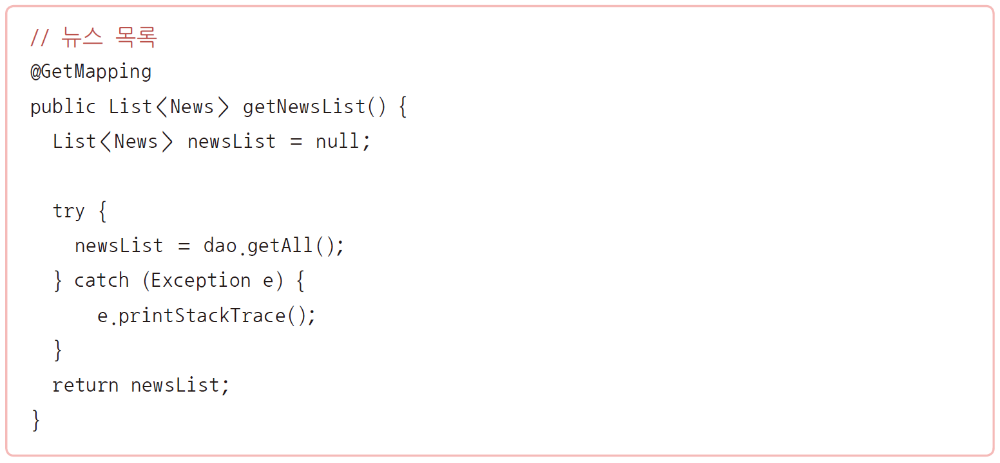 // 뉴스 목록
@GetMapping
public List<News> getNewsList() {
  List<News> newsList = null;

  try {
    newsList = dao.getAll();
  } catch (Exception e) {
      e.printStackTrace();
  }
  return newsList;
}